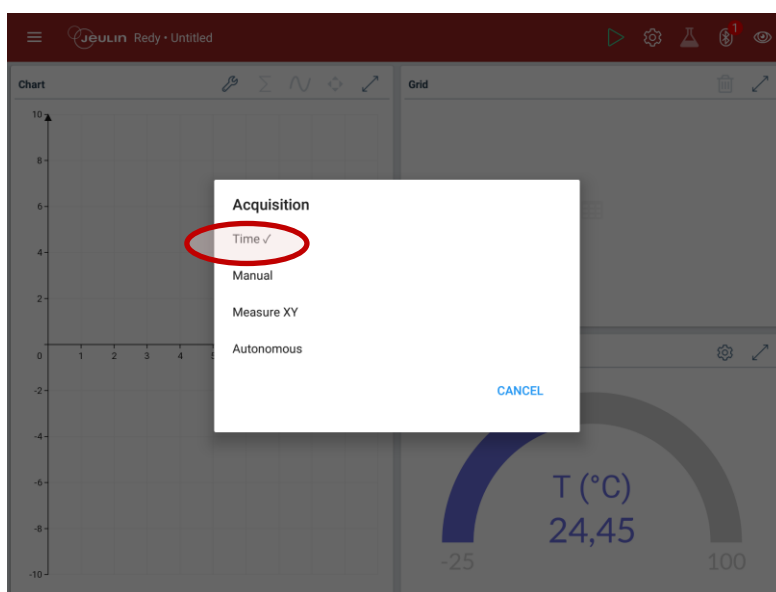 Jeulin Redy • Untitled
1
Chart
Grid
10
8
6
4
2
0 1 2 3 4 5
-2
-4
-6
-8
-10
Acquisition
Time ✓
Manual
Measure XY
Autonomous
CANCEL
T (°C)
24,45
-25 100